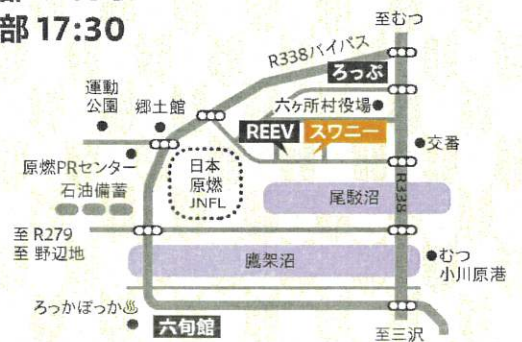 部 17:30
至むつ
R338バイパス
ろっぷ
運動
公園
郷土館
六ヶ所村役場
REEV
スワニー
交番
原燃PRセンター
日本
原燃
JNFL
石油備蓄
尾駮沼
R338
至 R279
至 野辺地
鷹架沼
むつ
小川原港
ろっかぽっか♨
六旬館
至三沢